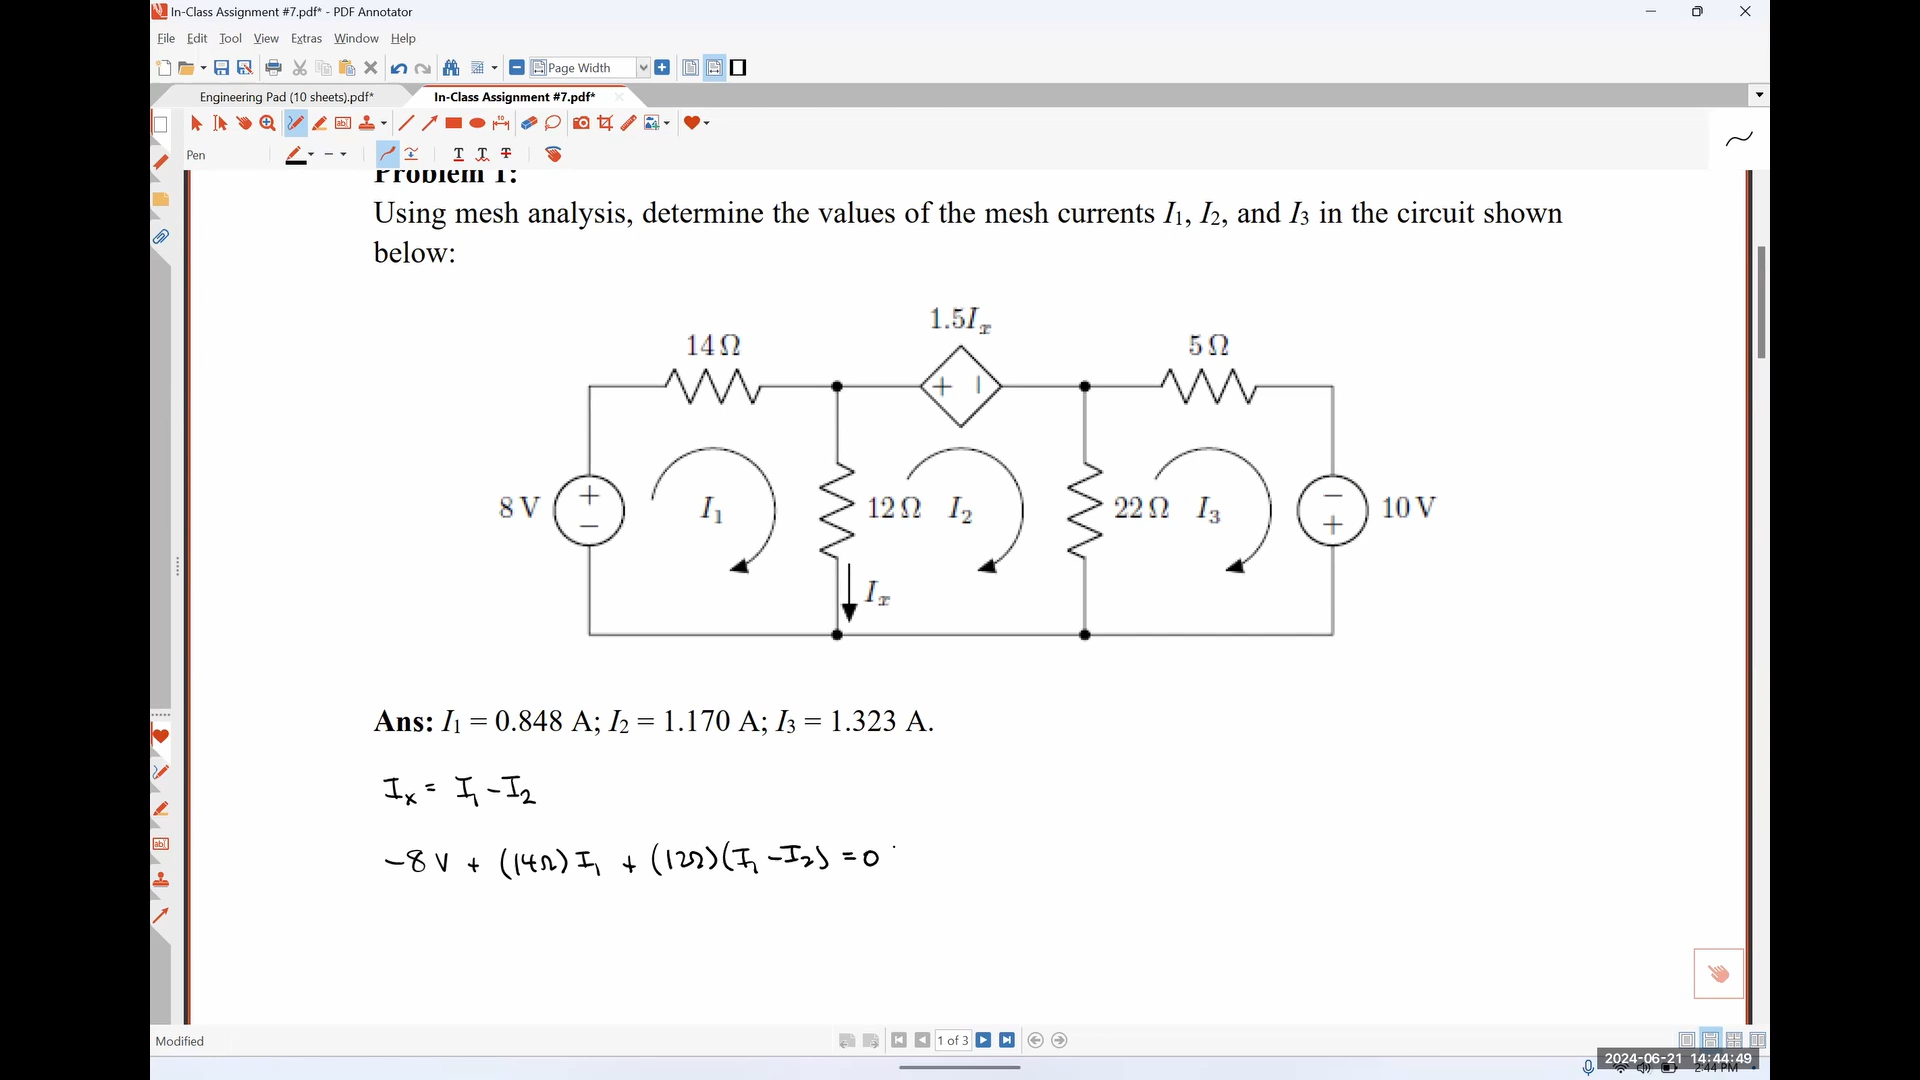 In-Class Assignment #7.pdf* - PDF Annotator
File Edit Tool View Extras Window Help
Page Width
Engineering Pad (10 sheets).pdf*
In-Class Assignment #7.pdf*
Pen
Problem 1:
Using mesh analysis, determine the values of the mesh currents I₁, I₂, and I₃ in the circuit shown
below:
1.5Iₓ
14 Ω
5 Ω
+ −
8 V + − I₁ 12 Ω I₂ 22 Ω I₃ − + 10 V
Iₓ
Ans: I₁ = 0.848 A; I₂ = 1.170 A; I₃ = 1.323 A.
Iₓ = I₁ − I₂
−8 V + (14Ω) I₁ + (12Ω)(I₁ − I₂) = 0
Modified
1 of 3
2024-06-21 14:44:49
2:44 PM